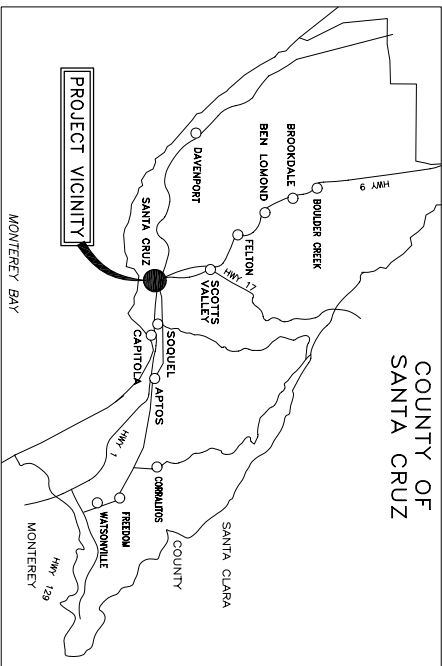 COUNTY OF
SANTA CRUZ
HWY 9
BOULDER CREEK
BROOKDALE
BEN LOMOND
FELTON
DAVENPORT
HWY 17
SCOTTS
VALLEY
SANTA CRUZ
PROJECT VICINITY
SOQUEL
CAPITOLA
APTOS
HWY 1
CORRALITOS
FREEDOM
WATSONVILLE
SANTA CLARA
COUNTY
MONTEREY
HWY 129
MONTEREY BAY